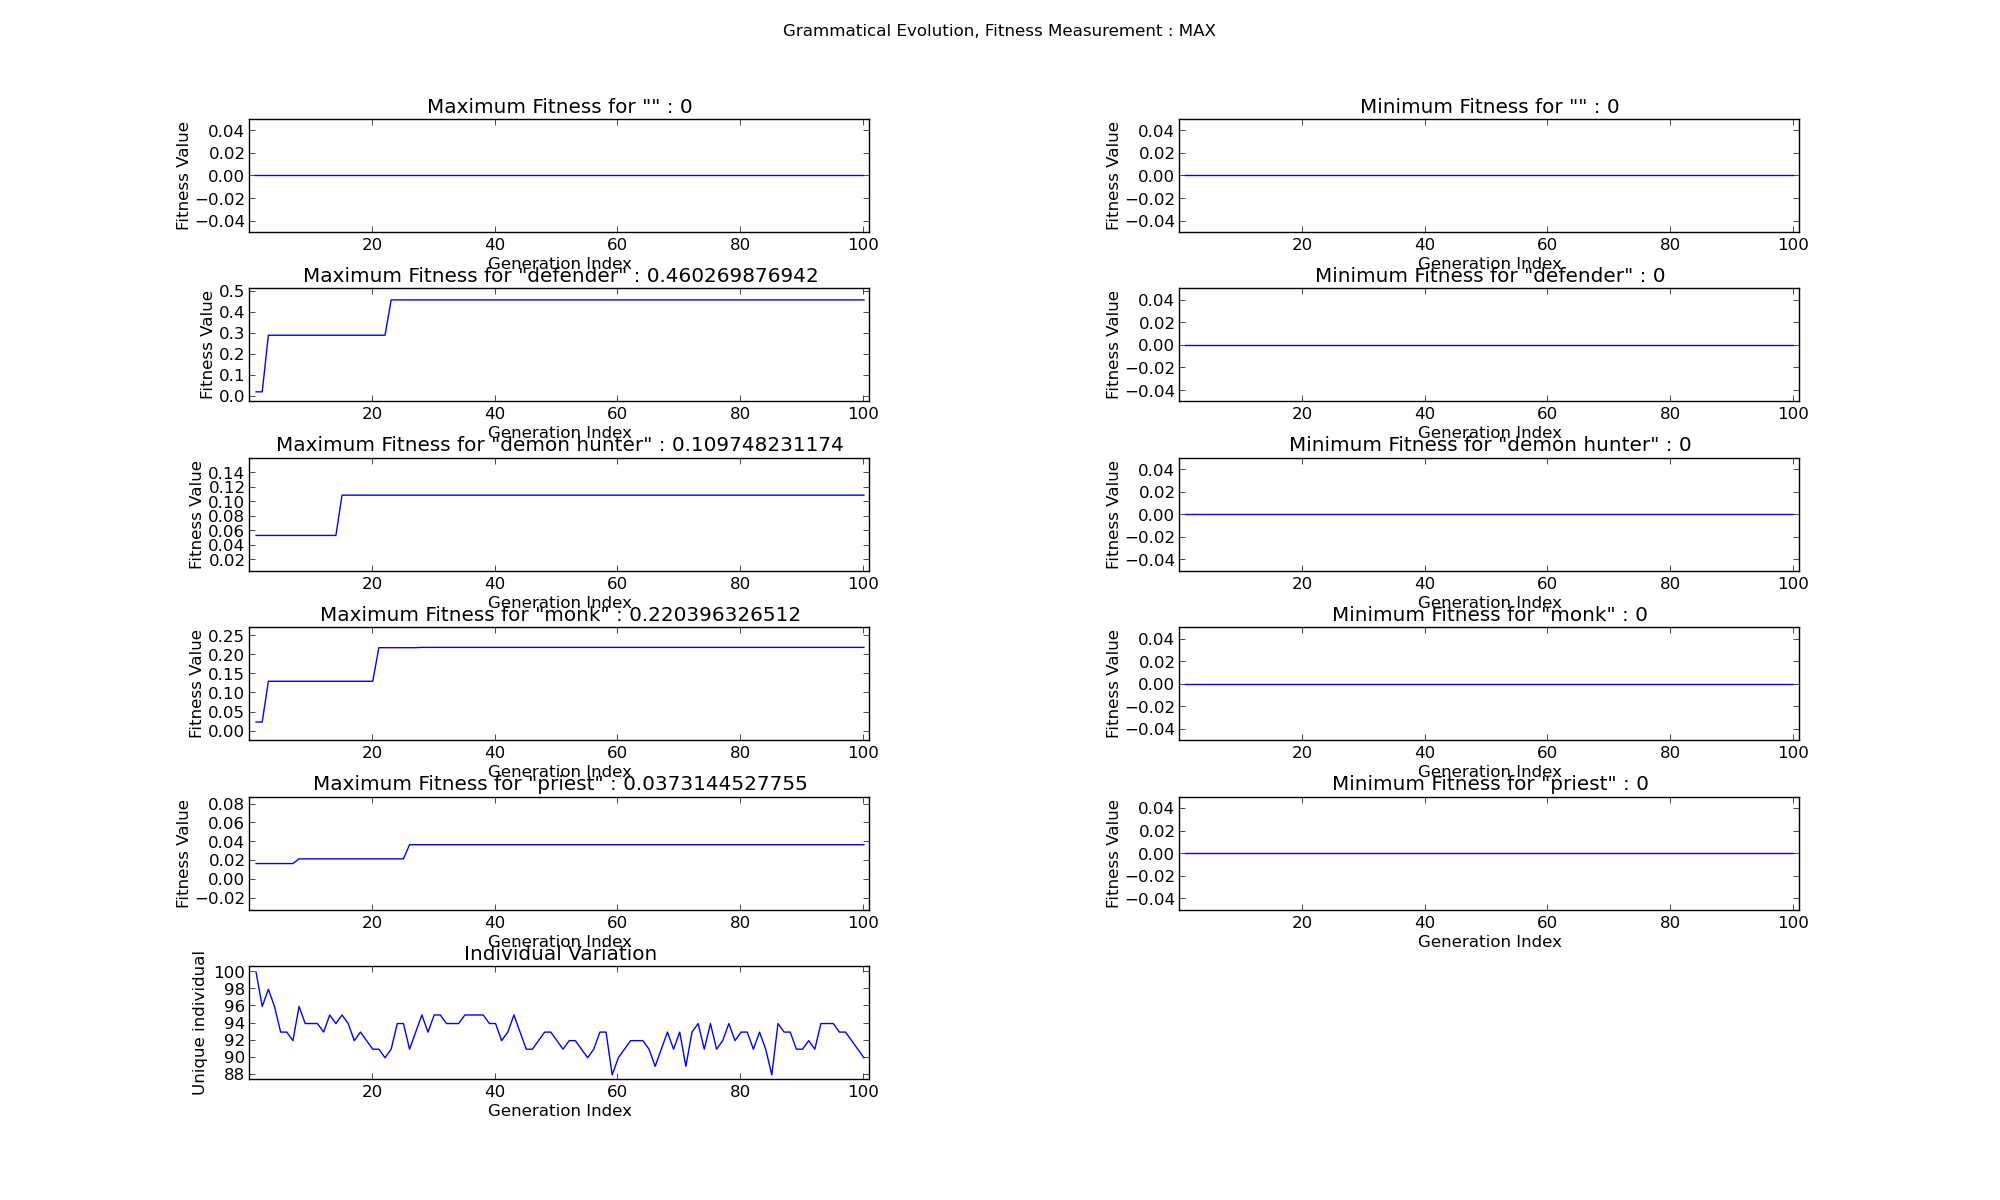 Grammatical Evolution, Fitness Measurement : MAX
Maximum Fitness for "" : 0
Fitness Value
0.04
0.02
0.00
−0.02
−0.04
20 40 60 80 100
Generation Index
Minimum Fitness for "" : 0
Fitness Value
0.04
0.02
0.00
−0.02
−0.04
20 40 60 80 100
Generation Index
Maximum Fitness for "defender" : 0.460269876942
Fitness Value
0.5
0.4
0.3
0.2
0.1
0.0
20 40 60 80 100
Generation Index
Minimum Fitness for "defender" : 0
Fitness Value
0.04
0.02
0.00
−0.02
−0.04
20 40 60 80 100
Generation Index
Maximum Fitness for "demon hunter" : 0.109748231174
Fitness Value
0.14
0.12
0.10
0.08
0.06
0.04
0.02
20 40 60 80 100
Generation Index
Minimum Fitness for "demon hunter" : 0
Fitness Value
0.04
0.02
0.00
−0.02
−0.04
20 40 60 80 100
Generation Index
Maximum Fitness for "monk" : 0.220396326512
Fitness Value
0.25
0.20
0.15
0.10
0.05
0.00
20 40 60 80 100
Generation Index
Minimum Fitness for "monk" : 0
Fitness Value
0.04
0.02
0.00
−0.02
−0.04
20 40 60 80 100
Generation Index
Maximum Fitness for "priest" : 0.0373144527755
Fitness Value
0.08
0.06
0.04
0.02
0.00
−0.02
20 40 60 80 100
Generation Index
Minimum Fitness for "priest" : 0
Fitness Value
0.04
0.02
0.00
−0.02
−0.04
20 40 60 80 100
Generation Index
Individual Variation
Unique individual
100
98
96
94
92
90
88
20 40 60 80 100
Generation Index